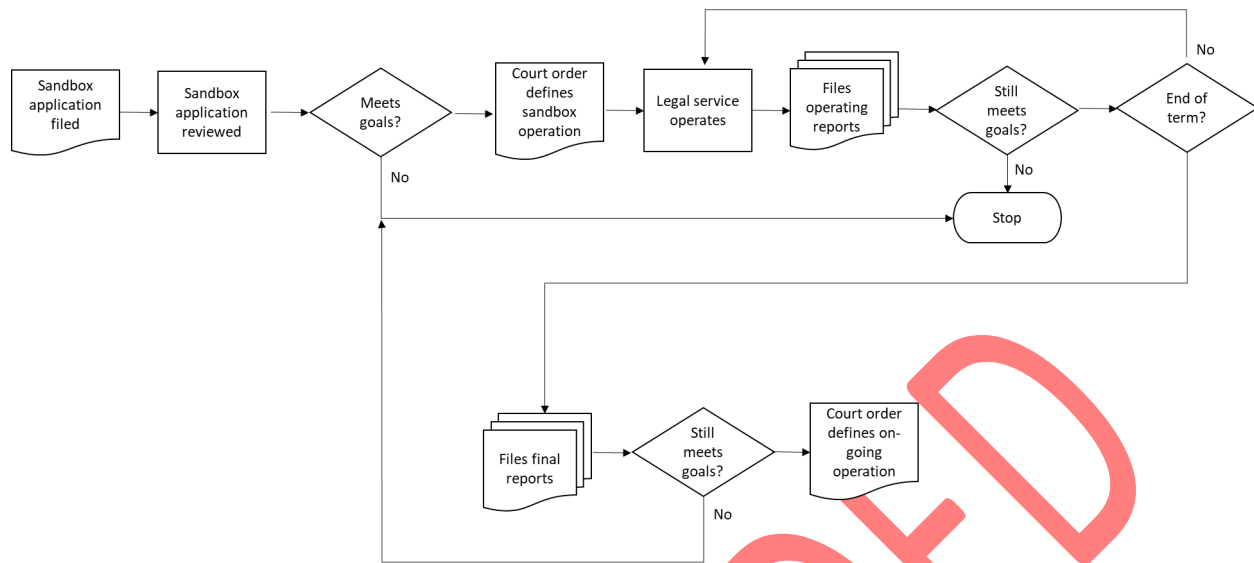 Sandbox
application
filed
Sandbox
application
reviewed
Meets
goals?
No
Court order
defines
sandbox
operation
Legal service
operates
Files
operating
reports
Still
meets
goals?
No
Stop
End of
term?
No
Files final
reports
Still
meets
goals?
No
Court order
defines on-
going
operation